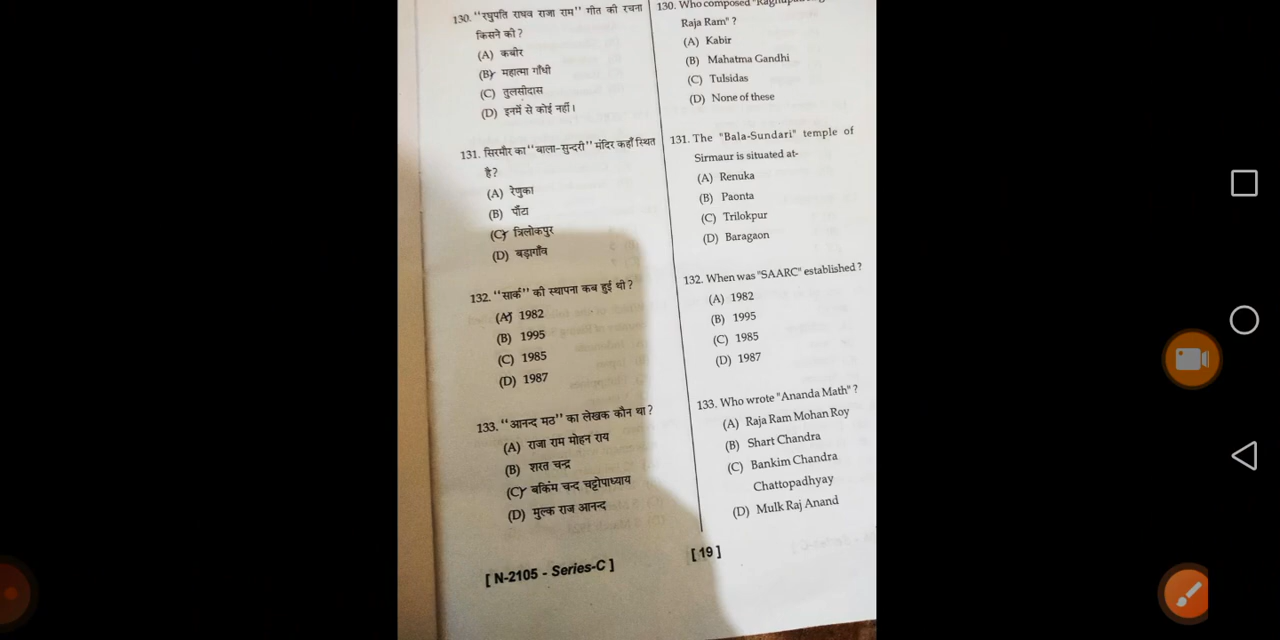 130. "रघुपति राघव राजा राम" गीत की रचना
किसने की ?
(A) कबीर
(B) महात्मा गाँधी
(C) तुलसीदास
(D) इनमें से कोई नहीं।
131. सिरमौर का "बाला-सुन्दरी" मंदिर कहाँ स्थित
है?
(A) रेणुका
(B) पौंटा
(C) त्रिलोकपुर
(D) बड़ागाँव
132. "सार्क" की स्थापना कब हुई थी ?
(A) 1982
(B) 1995
(C) 1985
(D) 1987
133. "आनन्द मठ" का लेखक कौन था ?
(A) राजा राम मोहन राय
(B) शरत चन्द्र
(C) बकिंम चन्द चट्टोपाध्याय
(D) मुल्क राज आनन्द
130. Who composed
Raja Ram" ?
(A) Kabir
(B) Mahatma Gandhi
(C) Tulsidas
(D) None of these
131. The "Bala-Sundari" temple of
Sirmaur is situated at-
(A) Renuka
(B) Paonta
(C) Trilokpur
(D) Baragaon
132. When was "SAARC" established ?
(A) 1982
(B) 1995
(C) 1985
(D) 1987
133. Who wrote "Ananda Math" ?
(A) Raja Ram Mohan Roy
(B) Shart Chandra
(C) Bankim Chandra
Chattopadhyay
(D) Mulk Raj Anand
[ N-2105 - Series-C ]
[ 19 ]